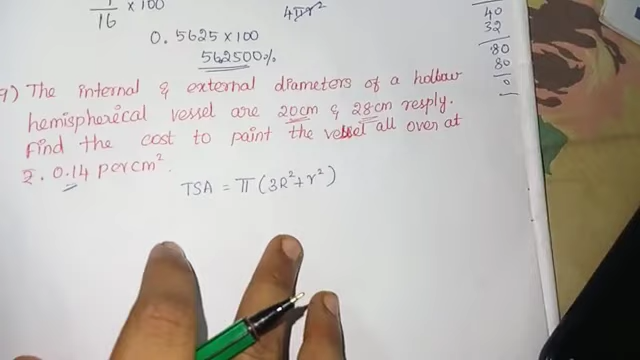 16 × 100
4πr²
0.5625 × 100
562500%
40
32
80
80
0
9) The internal & external diameters of a hollow
hemispherical vessel are 20cm & 28cm resply.
Find the cost to paint the vessel all over at
₹. 0.14 per cm².
TSA = π(3R²+r²)